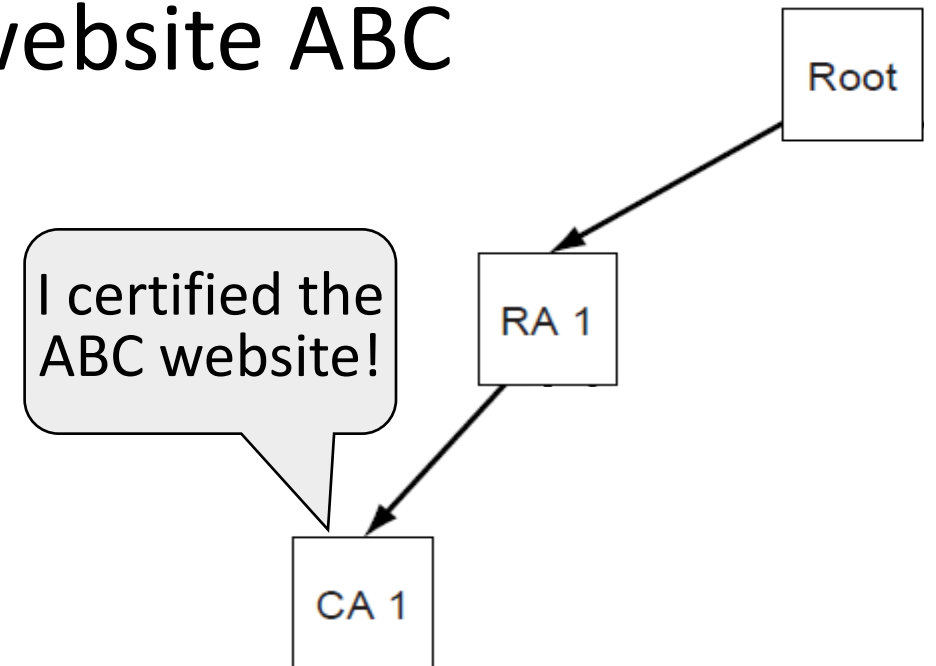 website ABC
Root
RA 1
I certified the
ABC website!
CA 1